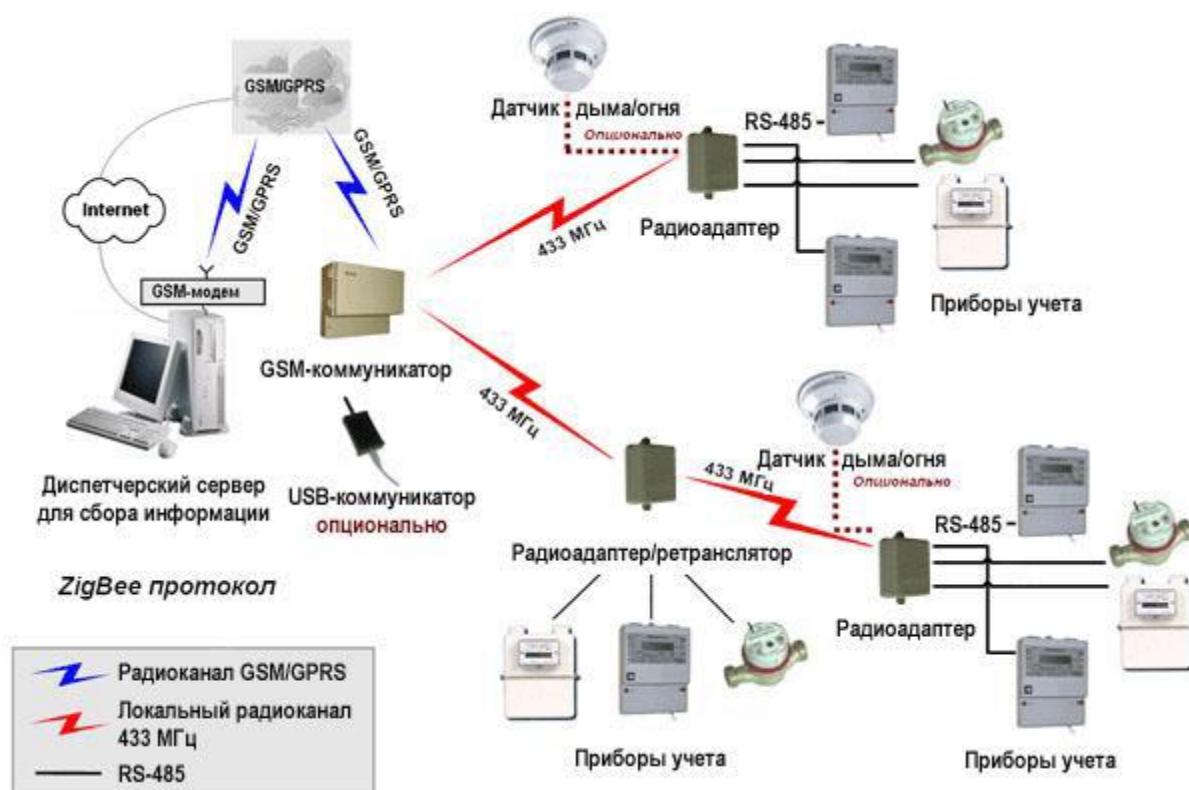 GSM/GPRS
GSM/GPRS
GSM/GPRS
Internet
GSM-модем
Диспетчерский сервер
для сбора информации
GSM-коммуникатор
USB-коммуникатор
опционально
433 МГц
433 МГц
Датчик дыма/огня
Опционально
RS-485
Радиоадаптер
Приборы учета
433 МГц
Датчик дыма/огня
Опционально
RS-485
Радиоадаптер/ретранслятор
Радиоадаптер
Приборы учета
Приборы учета
ZigBee протокол
Радиоканал GSM/GPRS
Локальный радиоканал
433 МГц
RS-485